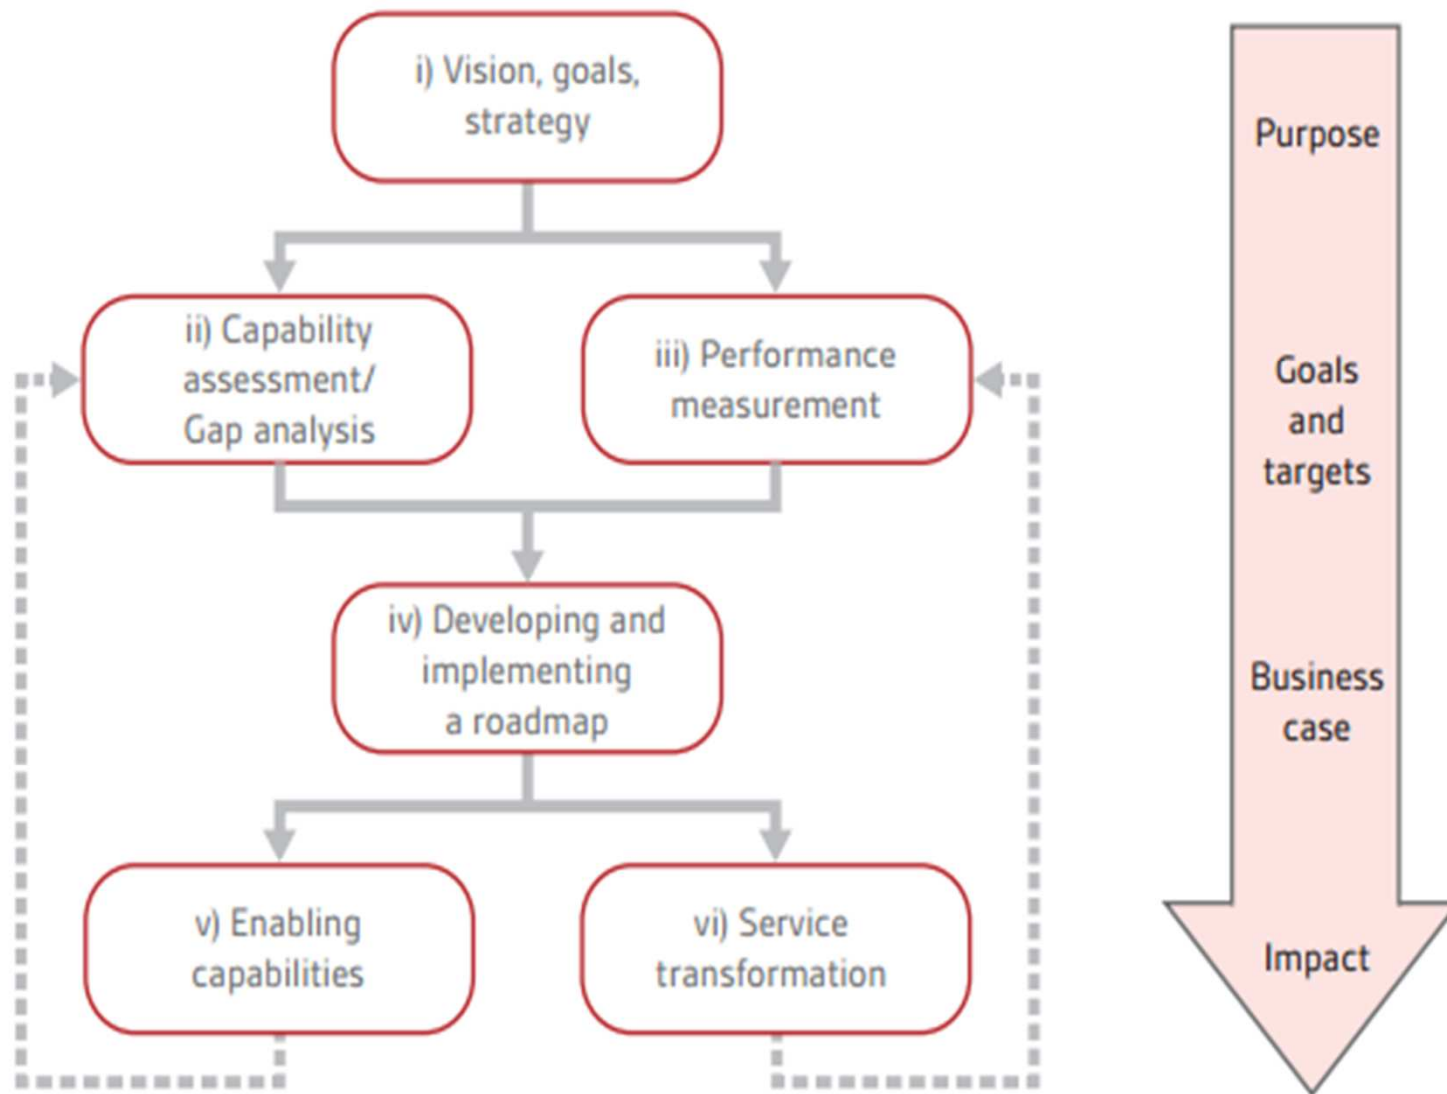 i) Vision, goals,
strategy
Purpose
ii) Capability
assessment/
Gap analysis
iii) Performance
measurement
Goals
and
targets
iv) Developing and
implementing
a roadmap
Business
case
v) Enabling
capabilities
vi) Service
transformation
Impact